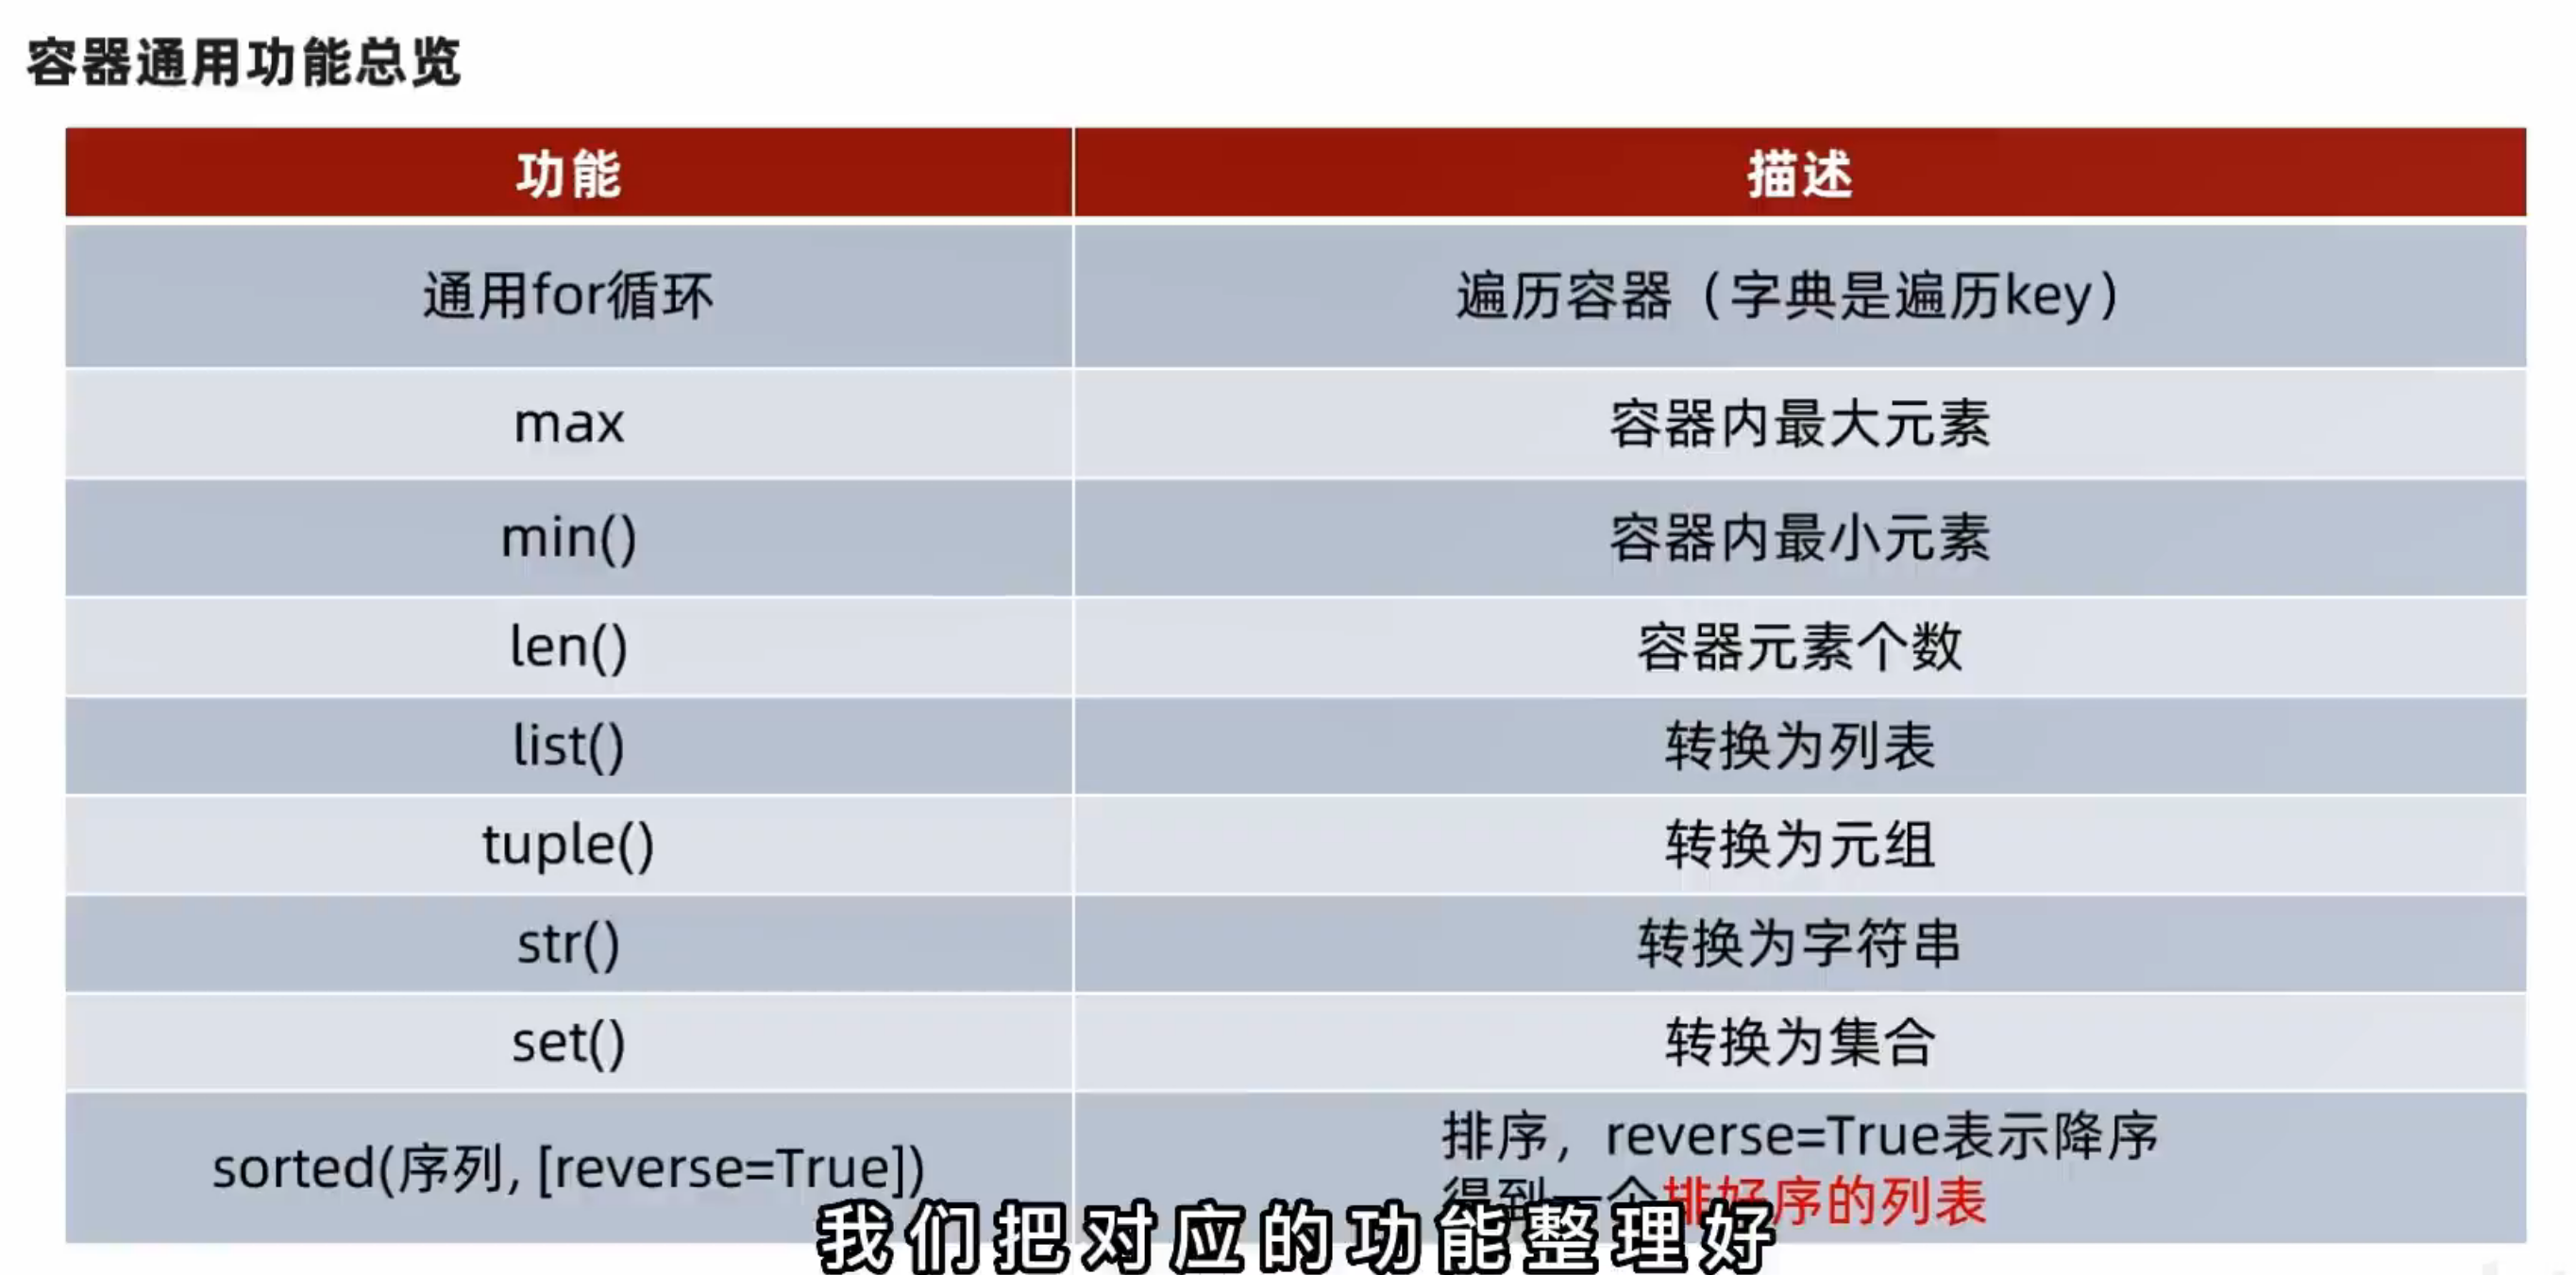 容器通用功能总览
功能 描述
通用for循环 遍历容器（字典是遍历key）
max 容器内最大元素
min() 容器内最小元素
len() 容器元素个数
list() 转换为列表
tuple() 转换为元组
str() 转换为字符串
set() 转换为集合
sorted(序列, [reverse=True]) 排序，reverse=True表示降序
得到一个排好序的列表
我们把对应的功能整理好